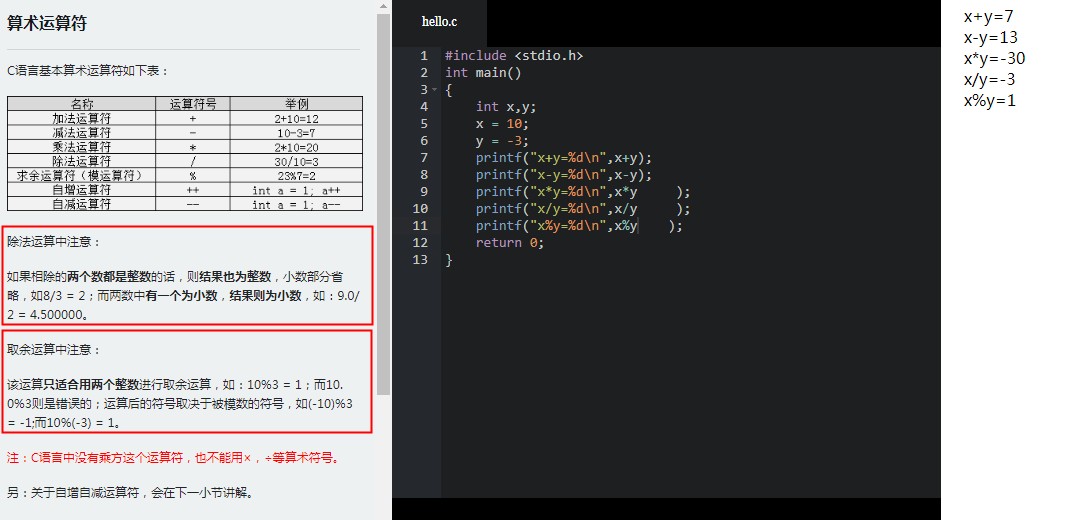 算术运算符
C语言基本算术运算符如下表：
名称 运算符号 举例
加法运算符 + 2+10=12
减法运算符 - 10-3=7
乘法运算符 * 2*10=20
除法运算符 / 30/10=3
求余运算符（模运算符） % 23%7=2
自增运算符 ++ int a = 1; a++
自减运算符 -- int a = 1; a--
除法运算中注意：
如果相除的两个数都是整数的话，则结果也为整数，小数部分省
略，如8/3 = 2；而两数中有一个为小数，结果则为小数，如：9.0/
2 = 4.500000。
取余运算中注意：
该运算只适合用两个整数进行取余运算，如：10%3 = 1；而10.
0%3则是错误的；运算后的符号取决于被模数的符号，如(-10)%3
= -1;而10%(-3) = 1。
注：C语言中没有乘方这个运算符，也不能用×，÷等算术符号。
另：关于自增自减运算符，会在下一小节讲解。
hello.c
1 #include <stdio.h>
2 int main()
3 {
4 int x,y;
5 x = 10;
6 y = -3;
7 printf("x+y=%d\n",x+y);
8 printf("x-y=%d\n",x-y);
9 printf("x*y=%d\n",x*y );
10 printf("x/y=%d\n",x/y );
11 printf("x%y=%d\n",x%y );
12 return 0;
13 }
x+y=7
x-y=13
x*y=-30
x/y=-3
x%y=1